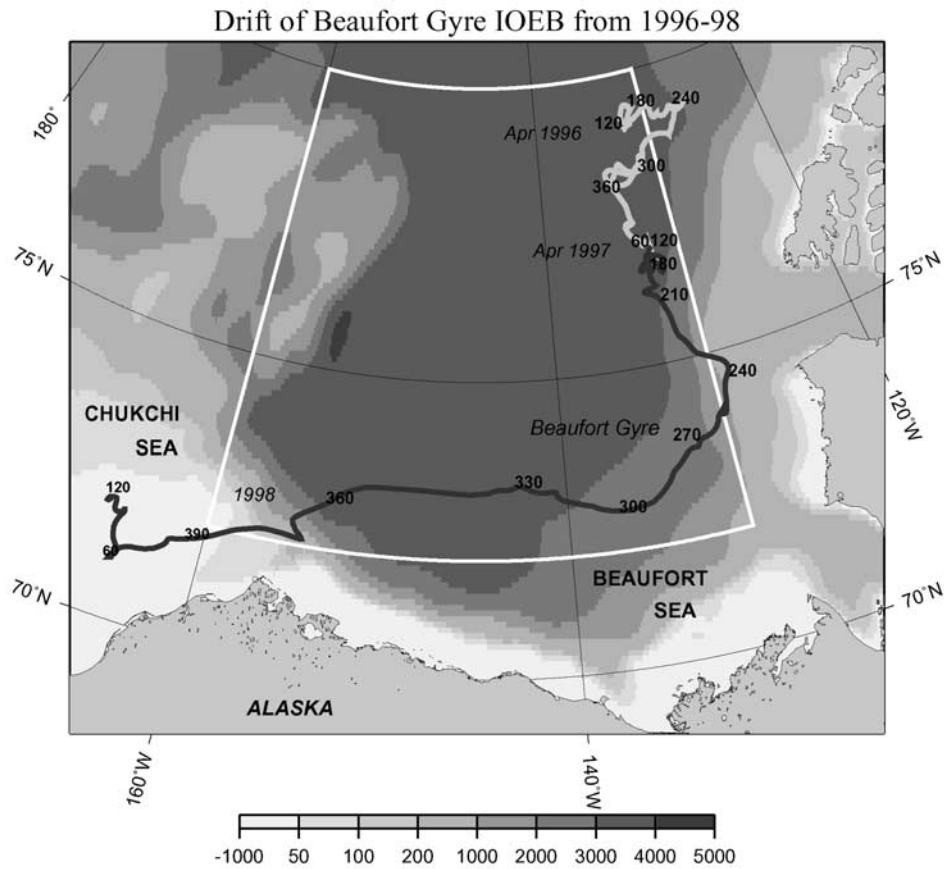 Drift of Beaufort Gyre IOEB from 1996-98
180°
180
240
120
Apr 1996
300
360
60
120
Apr 1997
180
75°N
75°N
210
240
120°W
CHUKCHI
SEA
Beaufort Gyre
270
120
1998
360
330
300
390
60
BEAUFORT
SEA
70°N
70°N
ALASKA
160°W
140°W
-1000 50 100 200 1000 2000 3000 4000 5000